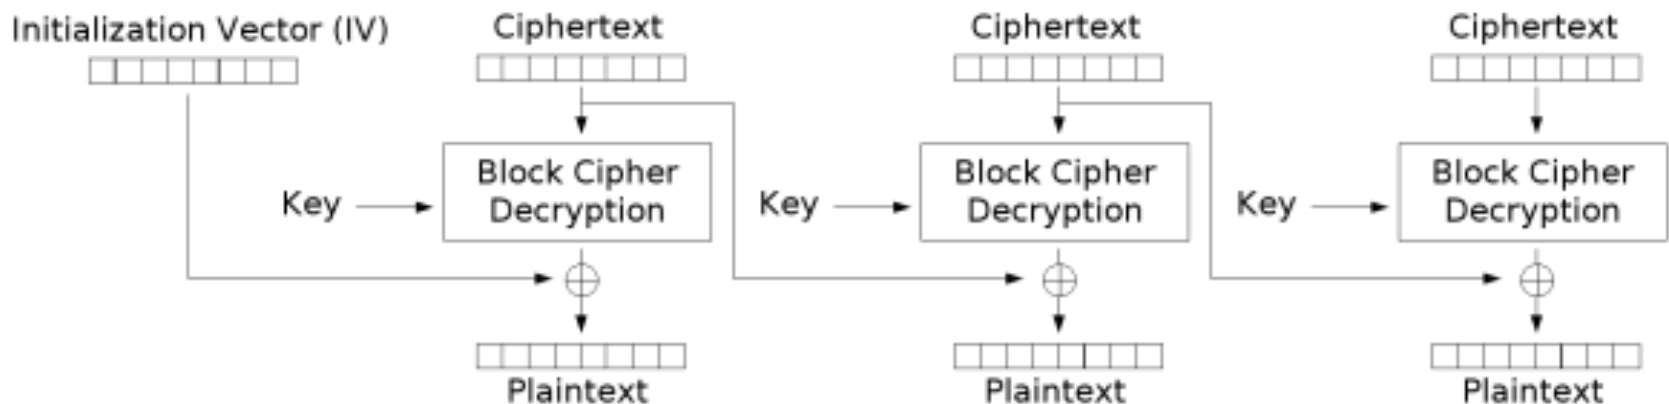 Initialization Vector (IV)
Ciphertext
Ciphertext
Ciphertext
Key
Block Cipher
Decryption
Key
Block Cipher
Decryption
Key
Block Cipher
Decryption
Plaintext
Plaintext
Plaintext